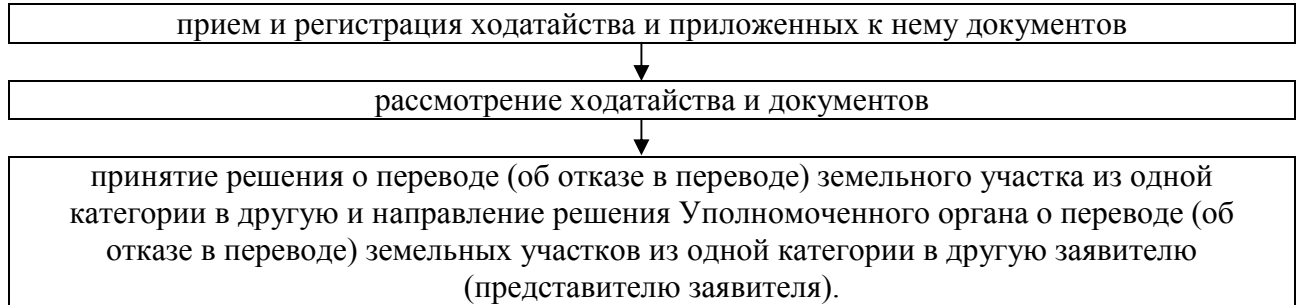 прием и регистрация ходатайства и приложенных к нему документов
рассмотрение ходатайства и документов
принятие решения о переводе (об отказе в переводе) земельного участка из одной
категории в другую и направление решения Уполномоченного органа о переводе (об
отказе в переводе) земельных участков из одной категории в другую заявителю
(представителю заявителя).